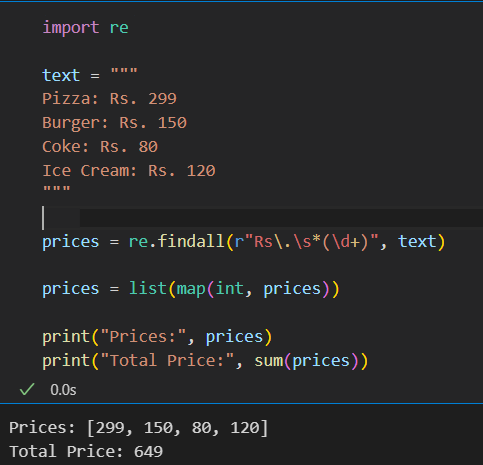 import re

text = """
Pizza: Rs. 299
Burger: Rs. 150
Coke: Rs. 80
Ice Cream: Rs. 120
"""

prices = re.findall(r"Rs\.\s*(\d+)", text)

prices = list(map(int, prices))

print("Prices:", prices)
print("Total Price:", sum(prices))
0.0s
Prices: [299, 150, 80, 120]
Total Price: 649